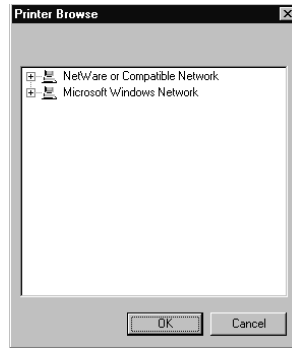 Printer Browse
NetWare or Compatible Network
Microsoft Windows Network
OK
Cancel